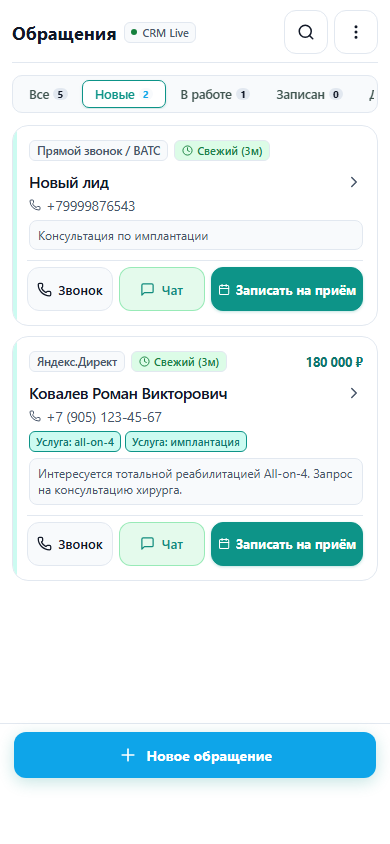 Обращения CRM Live
Все 5 Новые 2 В работе 1 Записан 0
Прямой звонок / ВАТС Свежий (3м)
Новый лид
+79999876543
Консультация по имплантации
Звонок Чат Записать на приём
Яндекс.Директ Свежий (3м) 180 000 ₽
Ковалев Роман Викторович
+7 (905) 123-45-67
Услуга: all-on-4 Услуга: имплантация
Интересуется тотальной реабилитацией All-on-4. Запрос
на консультацию хирурга.
Звонок Чат Записать на приём
Новое обращение